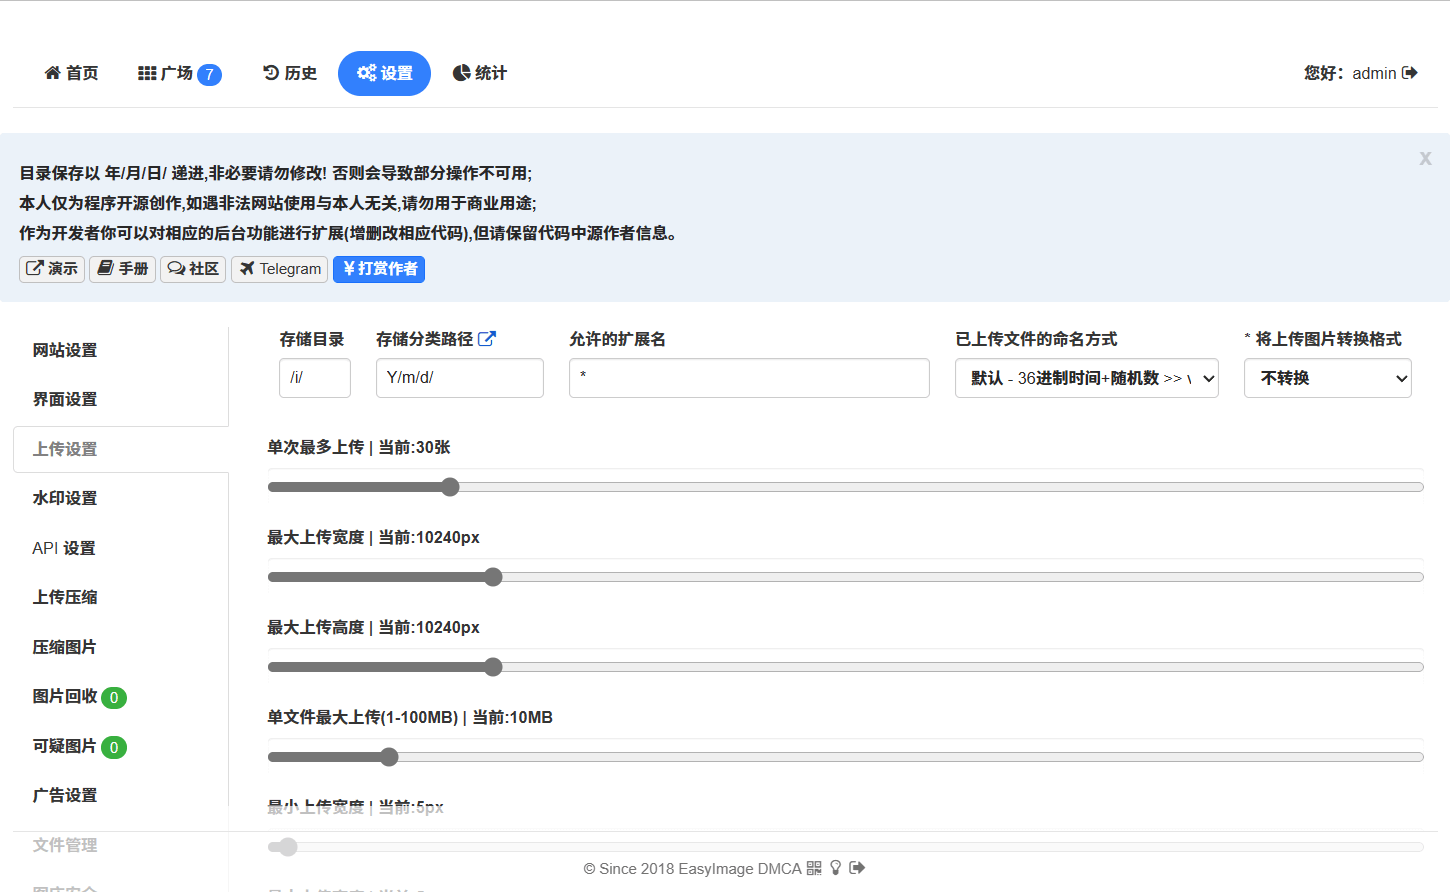 首页 广场 7 历史 设置 统计 您好：admin
目录保存以 年/月/日/ 递进,非必要请勿修改! 否则会导致部分操作不可用; x
本人仅为程序开源创作,如遇非法网站使用与本人无关,请勿用于商业用途;
作为开发者你可以对相应的后台功能进行扩展(增删改相应代码),但请保留代码中源作者信息。
演示 手册 社区 Telegram ¥打赏作者
网站设置
界面设置
上传设置
水印设置
API 设置
上传压缩
压缩图片
图片回收 0
可疑图片 0
广告设置
文件管理
存储目录 存储分类路径 允许的扩展名 已上传文件的命名方式 * 将上传图片转换格式
/i/ Y/m/d/ * 默认 - 36进制时间+随机数 >> 不转换
单次最多上传 | 当前:30张
最大上传宽度 | 当前:10240px
最大上传高度 | 当前:10240px
单文件最大上传(1-100MB) | 当前:10MB
最小上传宽度 | 当前:5px
© Since 2018 EasyImage DMCA